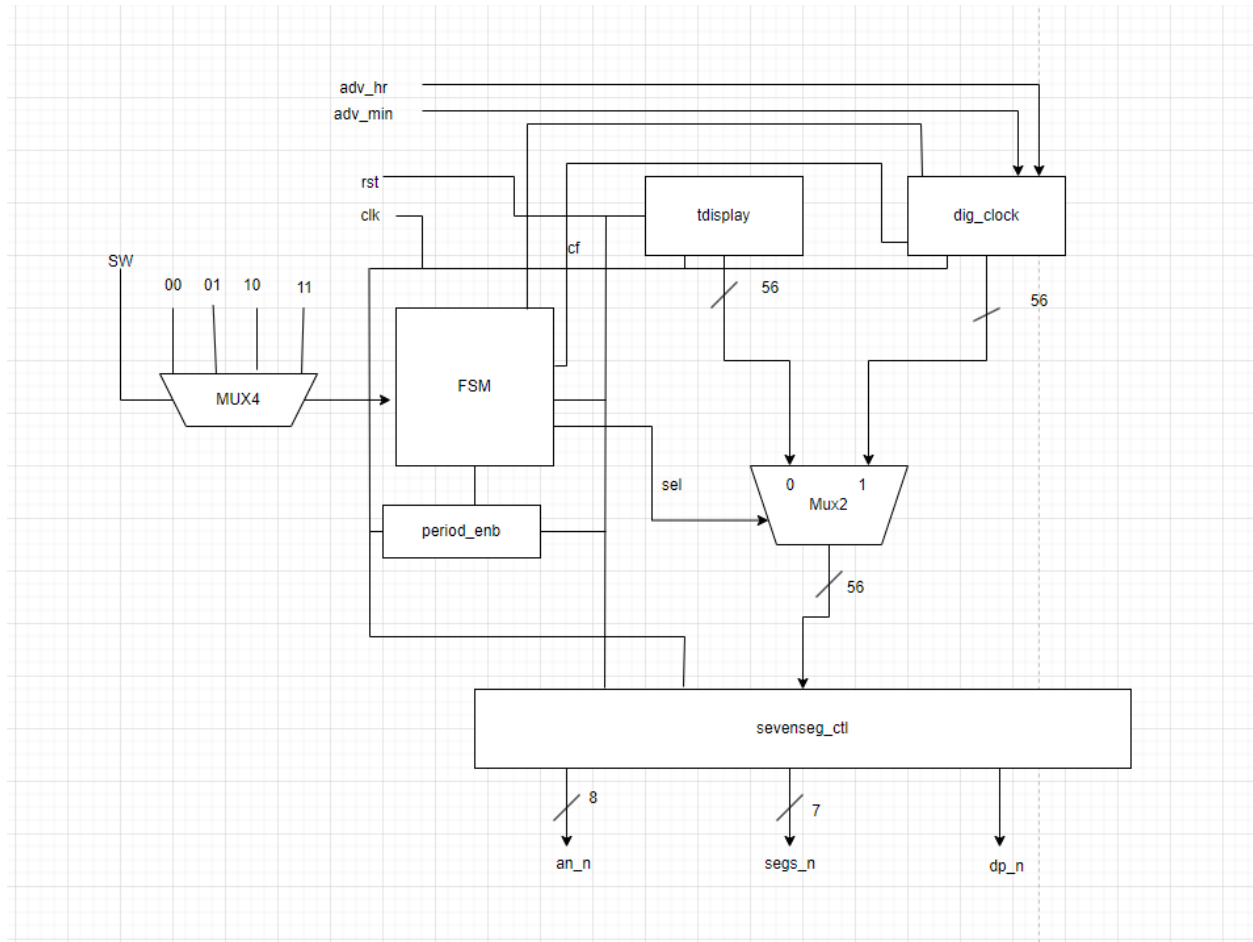 adv_hr
adv_min
rst
clk
tdisplay
dig_clock
cf
SW
00 01 10 11
56
56
FSM
MUX4
sel
0 1
Mux2
period_enb
56
sevenseg_ctl
8
7
an_n
segs_n
dp_n